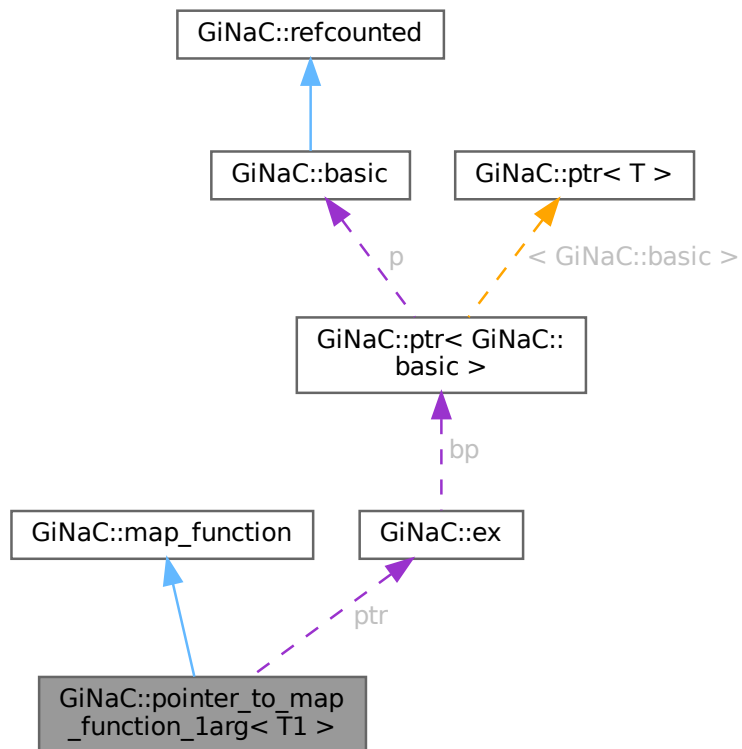 GiNaC::refcounted
GiNaC::basic
GiNaC::ptr< T >
p
< GiNaC::basic >
GiNaC::ptr< GiNaC::
basic >
bp
GiNaC::map_function
GiNaC::ex
ptr
GiNaC::pointer_to_map
_function_1arg< T1 >